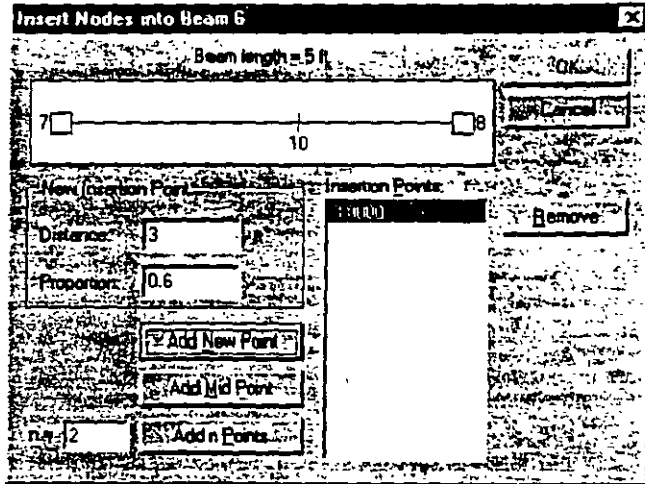 Insert Nodes into Beam 6
Beam length = 5 ft
OK
Cancel
7
8
10
New Insertion Point
Insertion Points:
Distance: 3 ft
Remove
Proportion: 0.6
Add New Point
Add Mid Point
n = 2
Add n Points